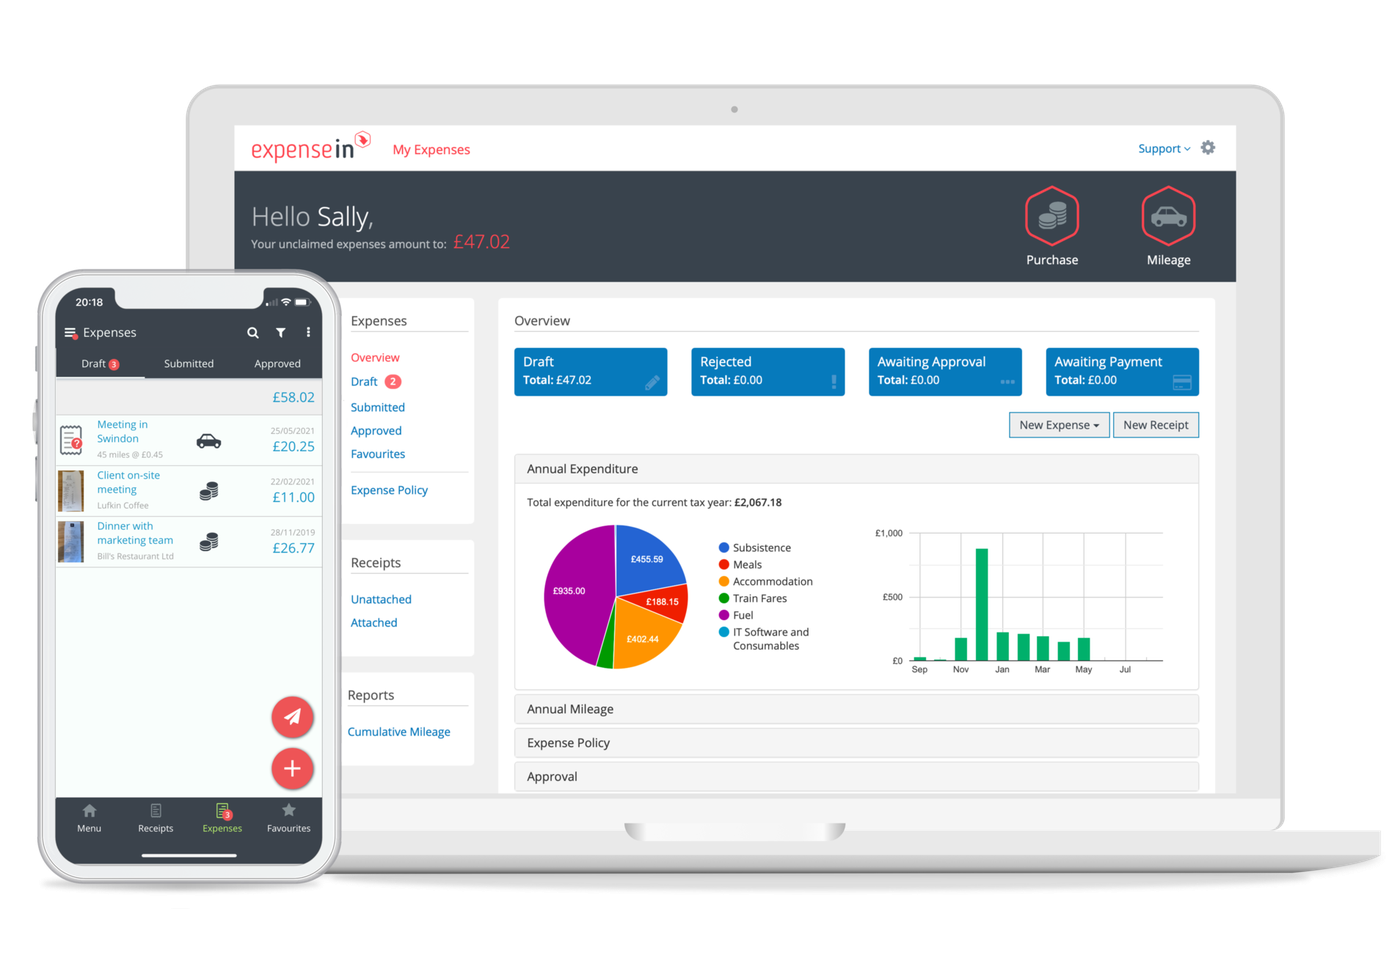 expensein
My Expenses
Support
Hello Sally,
Your unclaimed expenses amount to: £47.02
Purchase
Mileage
Expenses
Overview
Draft 2
Submitted
Approved
Favourites
Expense Policy
Receipts
Unattached
Attached
Reports
Cumulative Mileage
Overview
Draft
Total: £47.02
Rejected
Total: £0.00
Awaiting Approval
Total: £0.00
Awaiting Payment
Total: £0.00
New Expense
New Receipt
Annual Expenditure
Total expenditure for the current tax year: £2,067.18
£455.59
£188.15
£402.44
£935.00
Subsistence
Meals
Accommodation
Train Fares
Fuel
IT Software and
Consumables
£1,000
£500
£0
Sep Nov Jan Mar May Jul
Annual Mileage
Expense Policy
Approval
20:18
Expenses
Draft 3 Submitted Approved
£58.02
Meeting in
Swindon
45 miles @ £0.45
25/05/2021
£20.25
?
Client on-site
meeting
Lufkin Coffee
22/02/2021
£11.00
Dinner with
marketing team
Bill's Restaurant Ltd
28/11/2019
£26.77
3
Menu Receipts Expenses Favourites